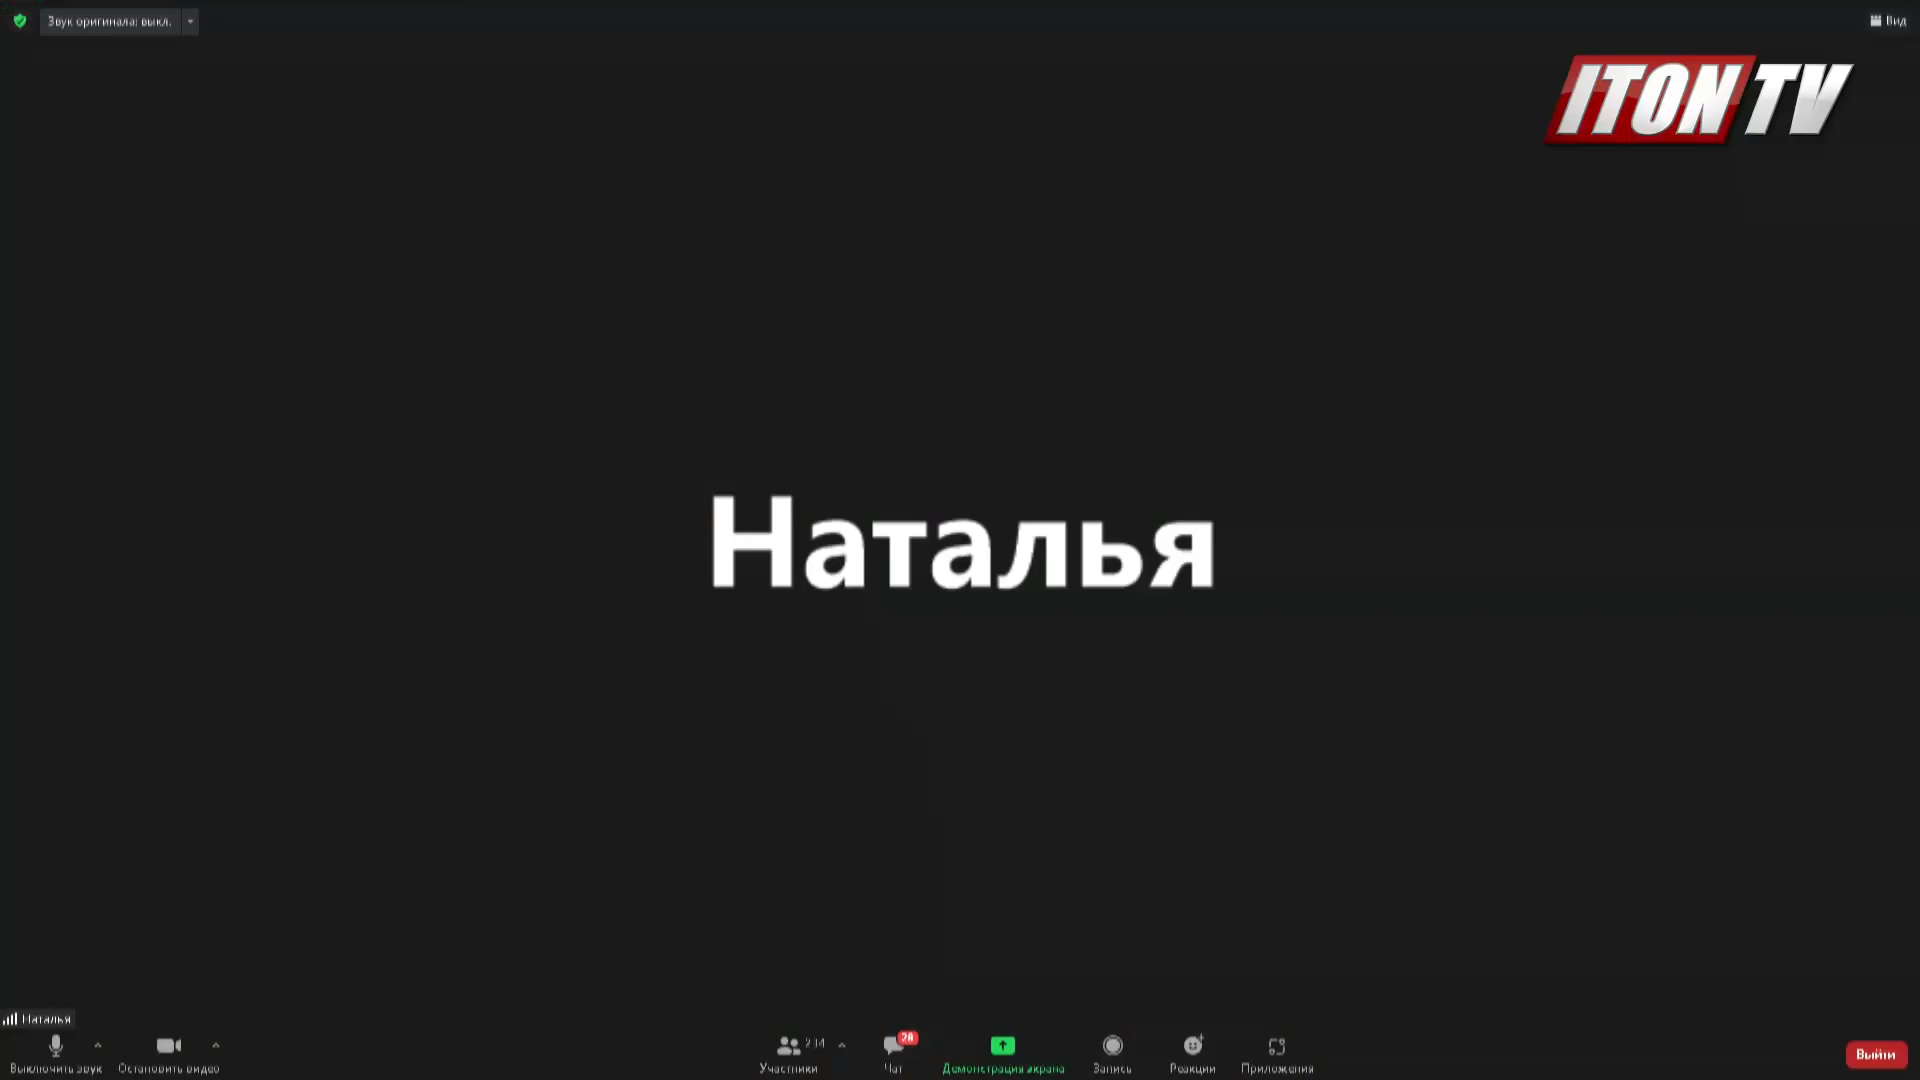 Звук оригинала: выкл.
Вид
ITON TV
Наталья
Наталья
Выключить звук
Остановить видео
Участники
Чат
28
Демонстрация экрана
Запись
Реакции
Приложения
Выйти